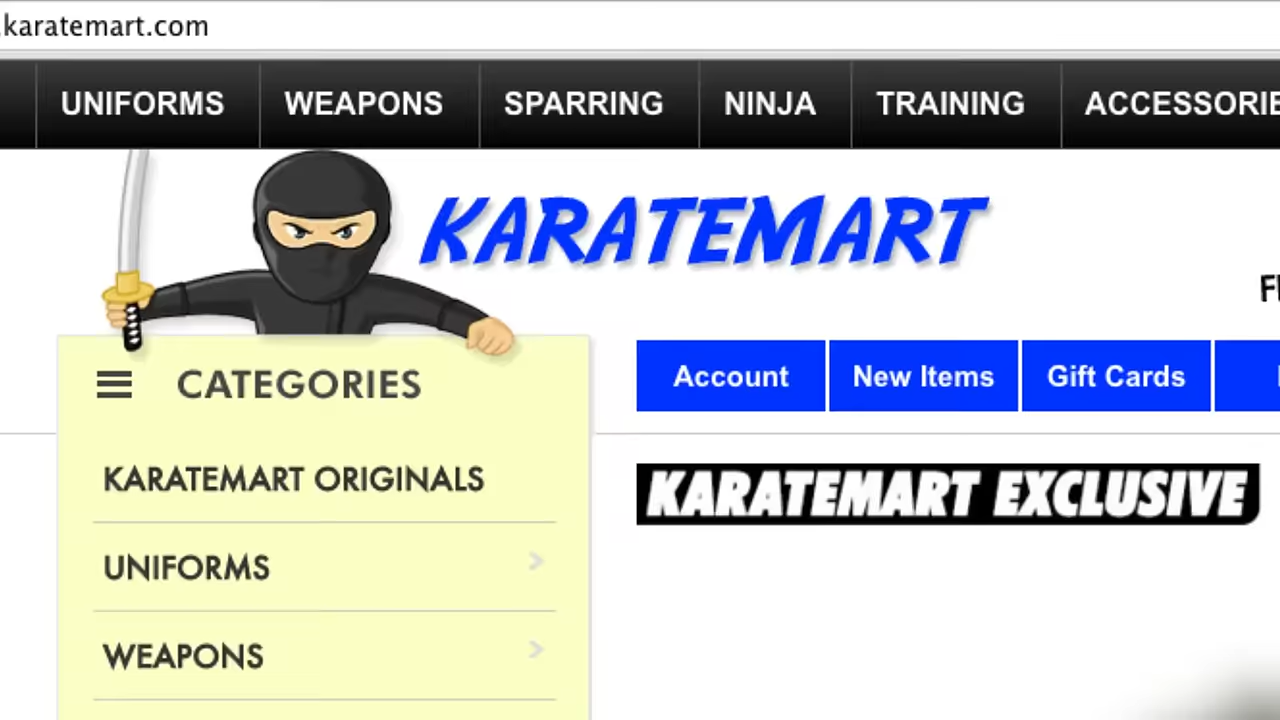 karatemart.com
UNIFORMS WEAPONS SPARRING NINJA TRAINING
KARATEMART
CATEGORIES
Account New Items Gift Cards
KARATEMART ORIGINALS
KARATEMART EXCLUSIVE
UNIFORMS
WEAPONS